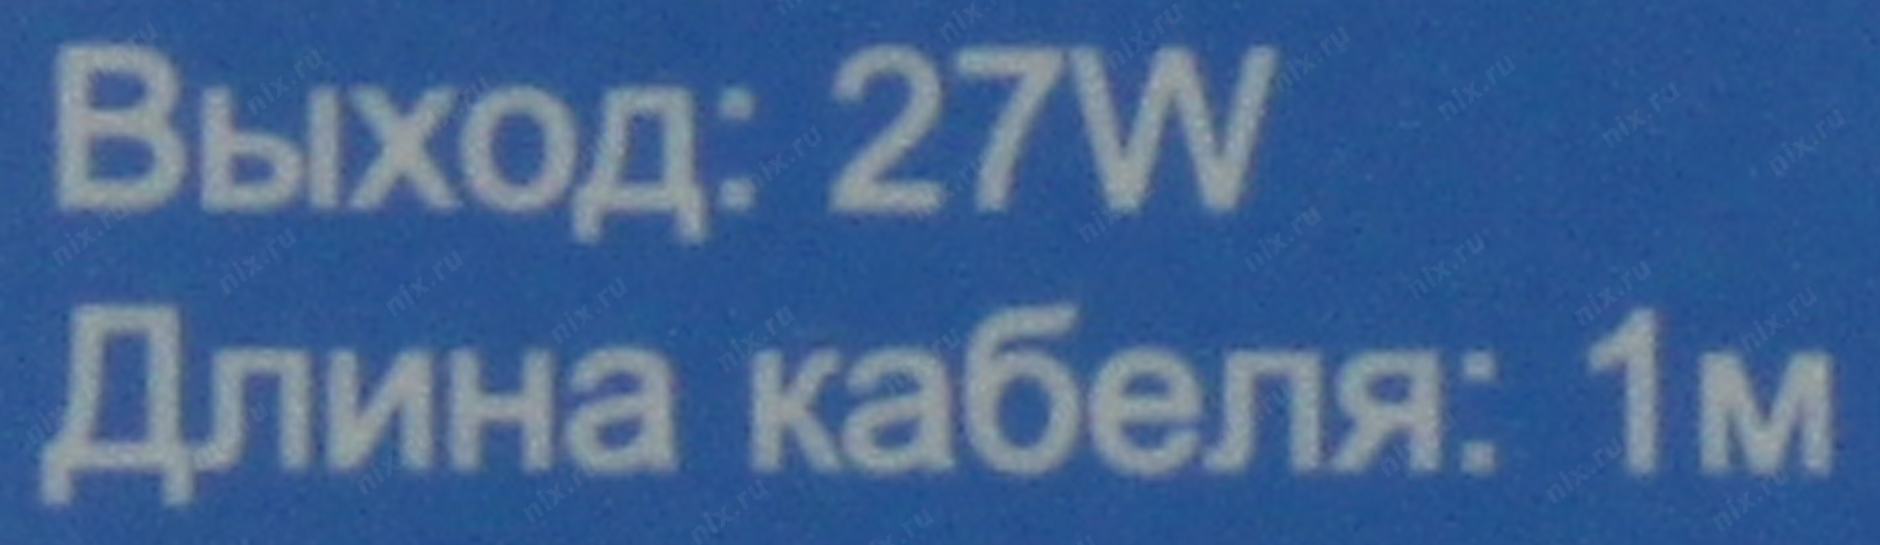 Выход: 27W
Длина кабеля: 1м